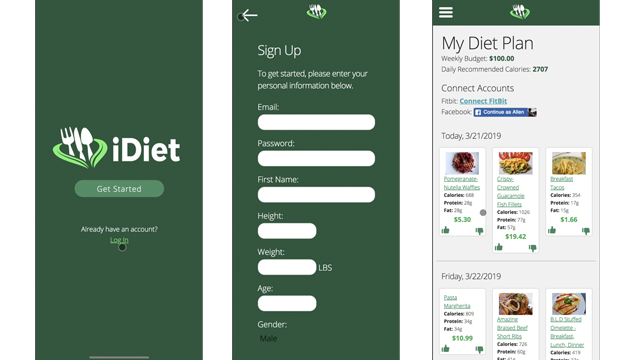 iDiet
Get Started
Already have an account?
Log In
Sign Up
To get started, please enter your
personal information below.
Email:
Password:
First Name:
Height:
Weight:
LBS
Age:
Gender:
Male
My Diet Plan
Weekly Budget: $100.00
Daily Recommended Calories: 2707
Connect Accounts
Fitbit: Connect FitBit
Facebook: Continue as Allen
Today, 3/21/2019
Pomegranate-
Nutella Waffles
Calories: 688
Protein: 28g
Fat: 28g
$5.30
Crispy-
Crowned
Guacamole
Fish Fillets
Calories: 1026
Protein: 77g
Fat: 57g
$19.42
Breakfast
Tacos
Calories: 354
Protein: 17g
Fat: 15g
$1.66
Friday, 3/22/2019
Pasta
Margherita
Calories: 809
Protein: 34g
Fat: 34g
$10.99
Amazing
Braised Beef
Short Ribs
Calories: 726
Protein: 60g
B.L.D Stuffed
Omelette -
Breakfast,
Lunch, Dinner
Calories: 419